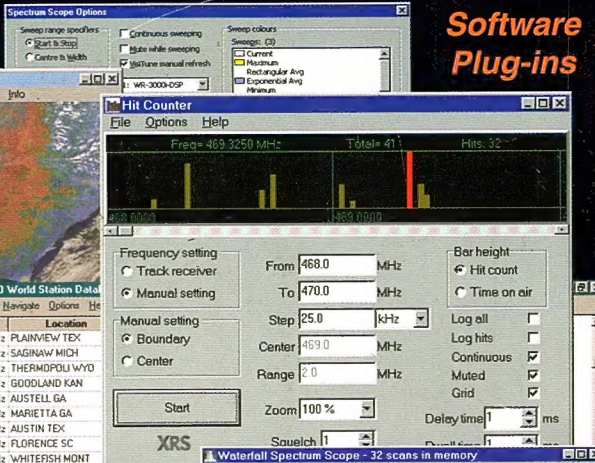 Spectrum Scope Options
Sweep range specifiers
Start & Stop
Centre & Width
Continuous sweeping
Mute while sweeping
VisiTune manual refresh
1: WR-3000i-DSP
Sweep colours
Sweeps: (3)
Current
Maximum
Rectangular Avg
Exponential Avg
Minimum
Software
Plug-ins
Info
Hit Counter
File Options Help
Freq= 469.3250 MHz Total= 41 Hits: 32
468.0000 469.0000
Frequency setting
Track receiver
Manual setting
Manual setting
Boundary
Center
Start
XRS
From 468.0 MHz
To 470.0 MHz
Step 25.0 kHz
Center 469.0 MHz
Range 2.0 MHz
Zoom 100 %
Squelch 1
Bar height
Hit count
Time on air
Log all
Log hits
Continuous
Muted
Grid
Delay time 1 ms
Dwell time 1 ms
World Station Datab
Navigate Options He
Location
z PLAINVIEW TEX
z SAGINAW MICH
z THERMOPOLI WYO
z GOODLAND KAN
z AUSTELL GA
z MARIETTA GA
z AUSTIN TEX
z FLORENCE SC
z WHITEFISH MONT
Waterfall Spectrum Scope - 32 scans in memory